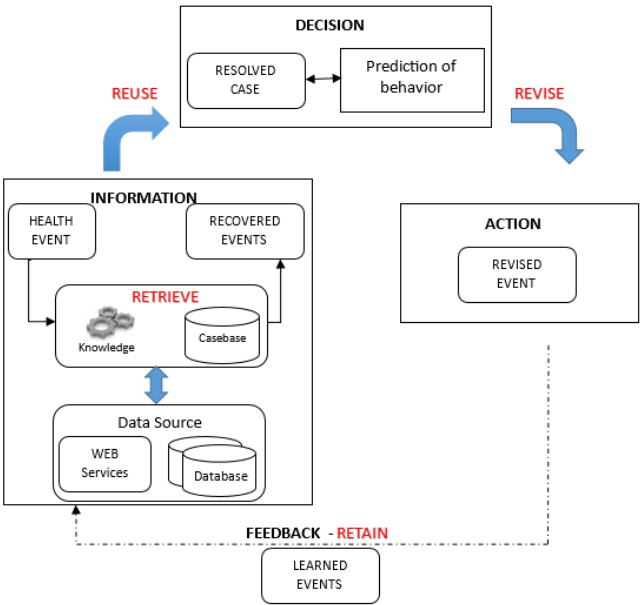 DECISION
RESOLVED
CASE
Prediction of
behavior
REUSE
REVISE
INFORMATION
HEALTH
EVENT
RECOVERED
EVENTS
RETRIEVE
Knowledge
Casebase
Data Source
WEB
Services
Database
ACTION
REVISED
EVENT
FEEDBACK - RETAIN
LEARNED
EVENTS